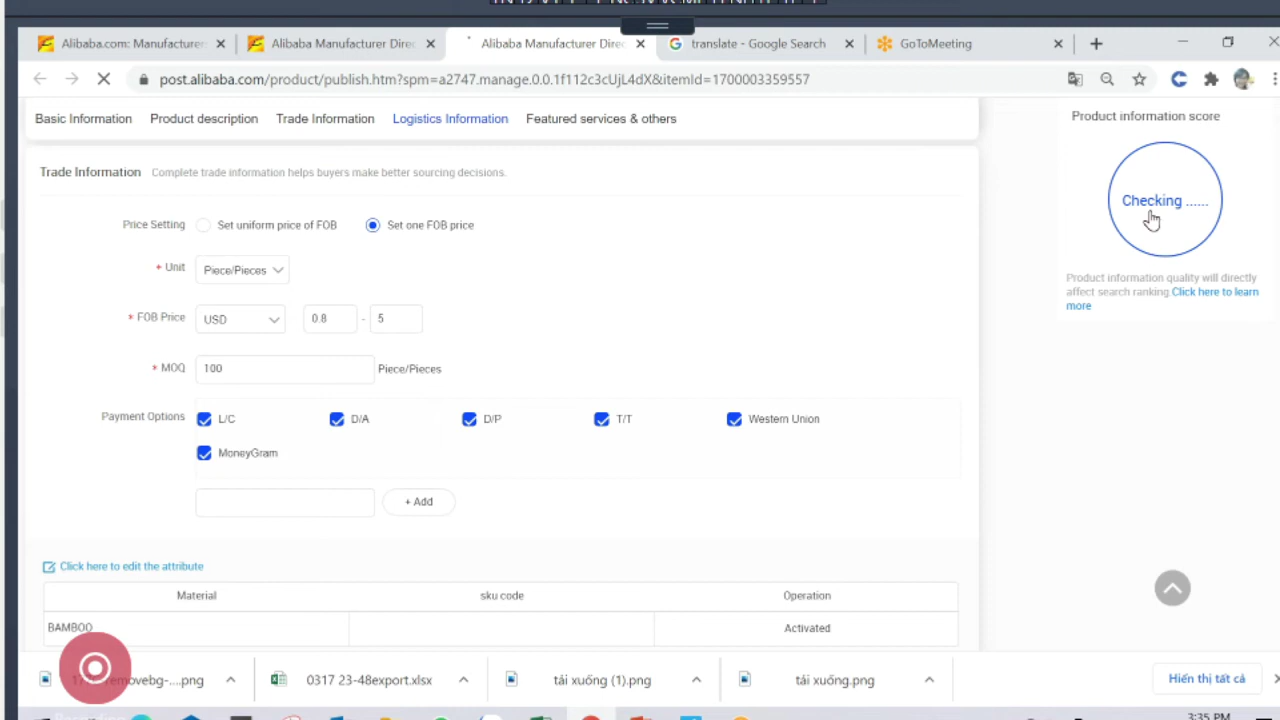 Alibaba.com: Manufacturer
Alibaba Manufacturer Dire
Alibaba Manufacturer Dire
translate - Google Search
GoToMeeting
post.alibaba.com/product/publish.htm?spm=a2747.manage.0.0.1f112c3cUjL4dX&itemId=1700003359557
Basic Information
Product description
Trade Information
Logistics Information
Featured services & others
Product information score
Checking ......
Product information quality will directly
affect search ranking Click here to learn
more
Trade Information Complete trade information helps buyers make better sourcing decisions.
Price Setting Set uniform price of FOB Set one FOB price
* Unit Piece/Pieces
* FOB Price USD 0.8 - 5
* MOQ 100 Piece/Pieces
Payment Options L/C D/A D/P T/T Western Union
MoneyGram
+ Add
Click here to edit the attribute
Material sku code Operation
BAMBOO Activated
removebg-....png
0317 23-48export.xlsx
tải xuống (1).png
tải xuống.png
Hiển thị tất cả
3:35 PM